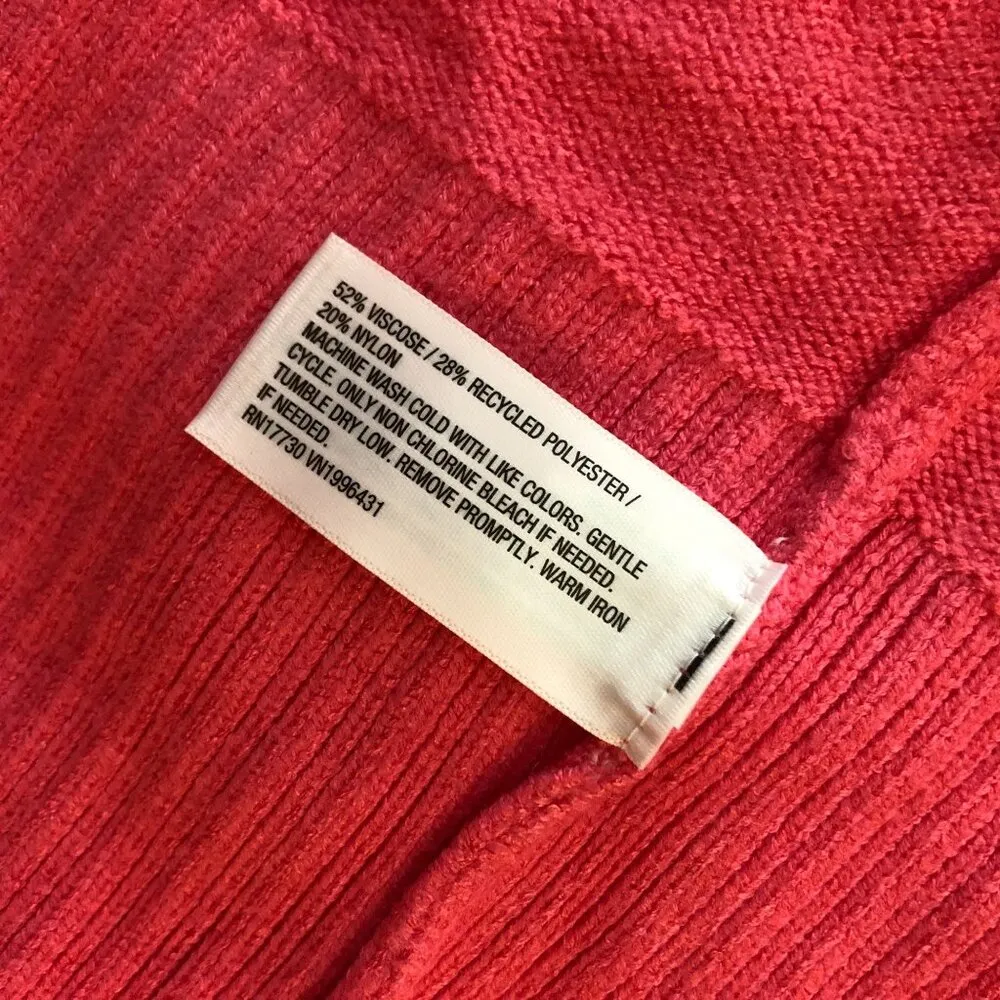 52% VISCOSE / 28% RECYCLED POLYESTER /
20% NYLON
MACHINE WASH COLD WITH LIKE COLORS. GENTLE
CYCLE. ONLY NON CHLORINE BLEACH IF NEEDED.
TUMBLE DRY LOW. REMOVE PROMPTLY. WARM IRON
IF NEEDED.
RN17730 VN1996431